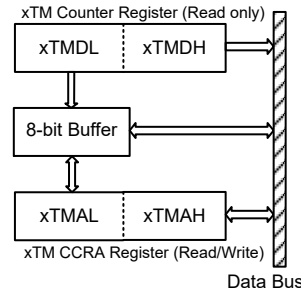 xTM Counter Register (Read only)
xTMDL xTMDH
8-bit Buffer
xTMAL xTMAH
xTM CCRA Register (Read/Write)
Data Bus